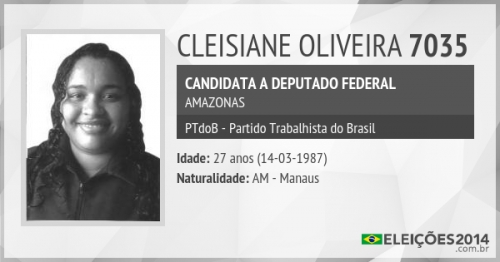 CLEISIANE OLIVEIRA 7035
CANDIDATA A DEPUTADO FEDERAL
AMAZONAS
PTdoB - Partido Trabalhista do Brasil
Idade: 27 anos (14-03-1987)
Naturalidade: AM - Manaus
ELEIÇÕES2014
.com.br